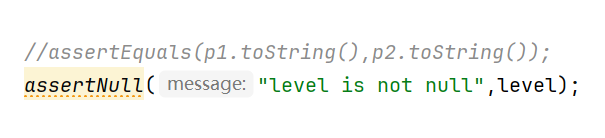 //assertEquals(p1.toString(),p2.toString());
assertNull( message: "level is not null",level);